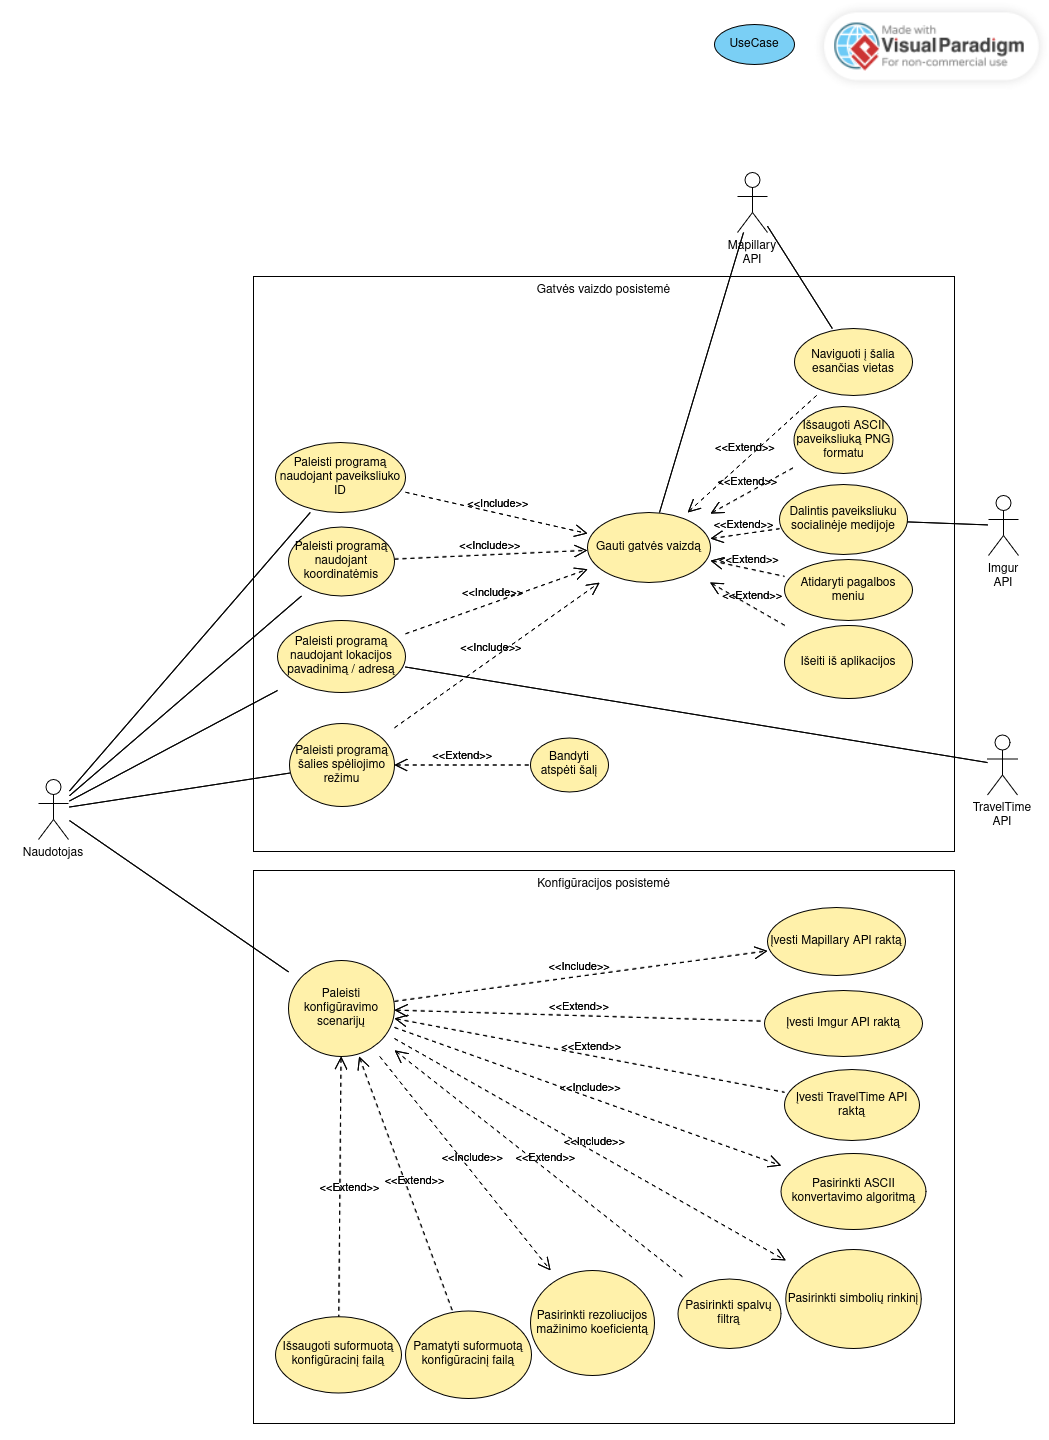 UseCase
Made with
VisualParadigm
For non-commercial use
Mapillary
API
Gatvės vaizdo posistemė
Naviguoti į šalia
esančias vietas
<<Extend>>
Išsaugoti ASCII
paveiksliuką PNG
formatu
<<Extend>>
Paleisti programą
naudojant paveiksliuko
ID
<<Include>>
Dalintis paveiksliuku
socialinėje medijoje
<<Extend>>
Imgur
API
Paleisti programą
naudojant
koordinatėmis
<<Include>>
Gauti gatvės vaizdą
<<Extend>>
Atidaryti pagalbos
meniu
<<Include>>
<<Extend>>
Paleisti programą
naudojant lokacijos
pavadinimą / adresą
<<Include>>
Išeiti iš aplikacijos
Paleisti programą
šalies spėliojimo
režimu
<<Extend>>
Bandyti
atspėti šalį
TravelTime
API
Naudotojas
Konfigūracijos posistemė
Įvesti Mapillary API raktą
<<Include>>
Paleisti
konfigūravimo
scenarijų
<<Extend>>
Įvesti Imgur API raktą
<<Extend>>
Įvesti TravelTime API
raktą
<<Include>>
<<Include>>
<<Include>>
<<Extend>>
Pasirinkti ASCII
konvertavimo algoritmą
<<Extend>>
<<Extend>>
Pasirinkti simbolių rinkinį
Pasirinkti rezoliucijos
mažinimo koeficientą
Pasirinkti spalvų
filtrą
Išsaugoti suformuotą
konfigūracinį failą
Pamatyti suformuotą
konfigūracinį failą